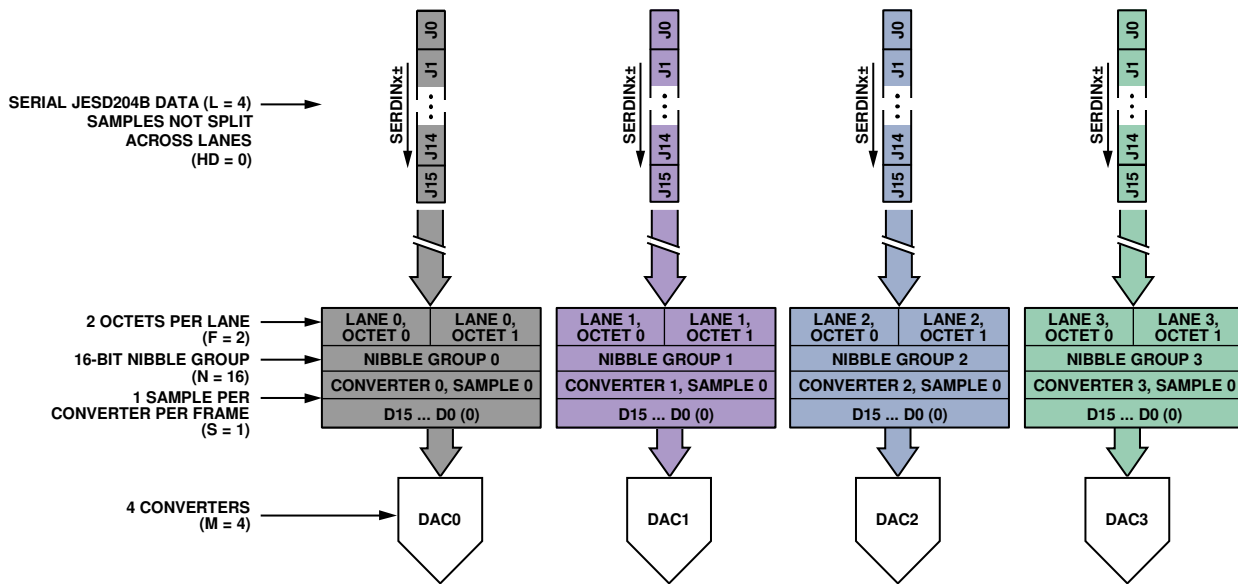 SERIAL JESD204B DATA (L = 4)
SAMPLES NOT SPLIT
ACROSS LANES
(HD = 0)
SERDINx±
J0
J1
J14
J15
SERDINx±
J0
J1
J14
J15
SERDINx±
J0
J1
J14
J15
SERDINx±
J0
J1
J14
J15
2 OCTETS PER LANE
(F = 2)
16-BIT NIBBLE GROUP
(N = 16)
1 SAMPLE PER
CONVERTER PER FRAME
(S = 1)
LANE 0,
OCTET 0
LANE 0,
OCTET 1
NIBBLE GROUP 0
CONVERTER 0, SAMPLE 0
D15 ... D0 (0)
LANE 1,
OCTET 0
LANE 1,
OCTET 1
NIBBLE GROUP 1
CONVERTER 1, SAMPLE 0
D15 ... D0 (0)
LANE 2,
OCTET 0
LANE 2,
OCTET 1
NIBBLE GROUP 2
CONVERTER 2, SAMPLE 0
D15 ... D0 (0)
LANE 3,
OCTET 0
LANE 3,
OCTET 1
NIBBLE GROUP 3
CONVERTER 3, SAMPLE 0
D15 ... D0 (0)
4 CONVERTERS
(M = 4)
DAC0
DAC1
DAC2
DAC3